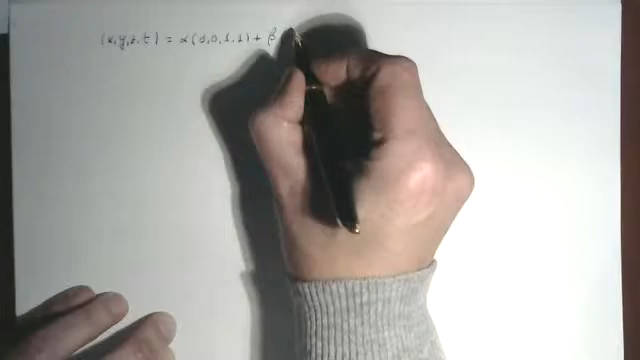 (x,y,z,t) = α(0,0,1,1) + β